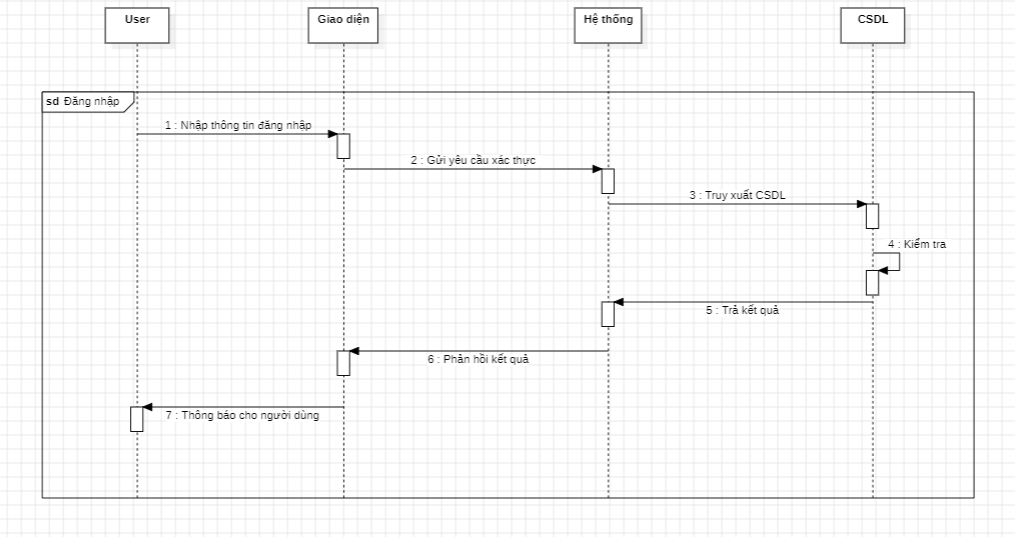 User
Giao diện
Hệ thống
CSDL
sd Đăng nhập
1 : Nhập thông tin đăng nhập
2 : Gửi yêu cầu xác thực
3 : Truy xuất CSDL
4 : Kiểm tra
5 : Trả kết quả
6 : Phản hồi kết quả
7 : Thông báo cho người dùng